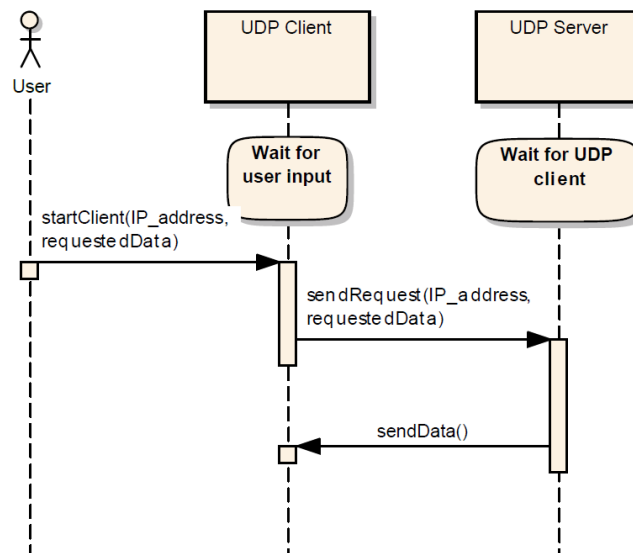 UDP Client
UDP Server
User
Wait for
user input
Wait for UDP
client
startClient(IP_address,
requestedData)
sendRequest(IP_address,
requestedData)
sendData()